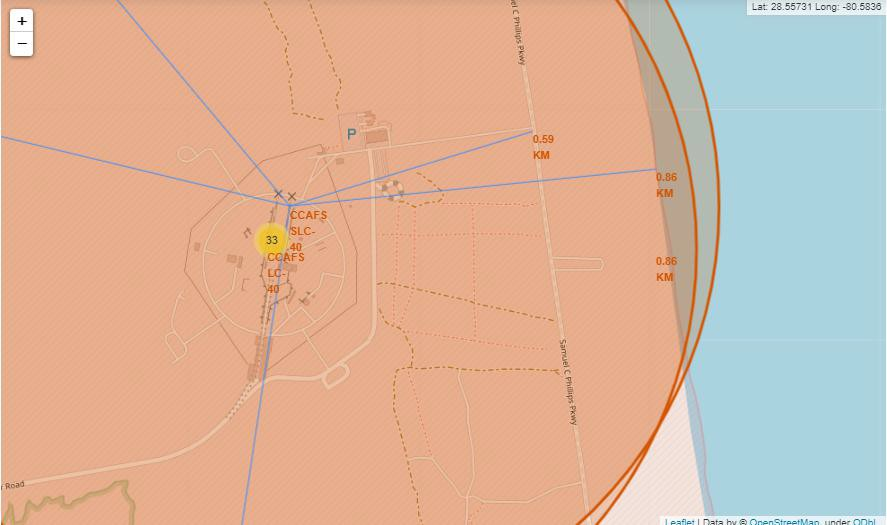 +
−
Lat: 28.55731 Long: -80.5836
el C Phillips Pkwy
P
0.59
KM
0.86
KM
CCAFS
SLC-
40
33
CCAFS
LC-
40
0.86
KM
Samuel C Phillips Pkwy
r Road
Leaflet | Data by © OpenStreetMap, under ODbL.